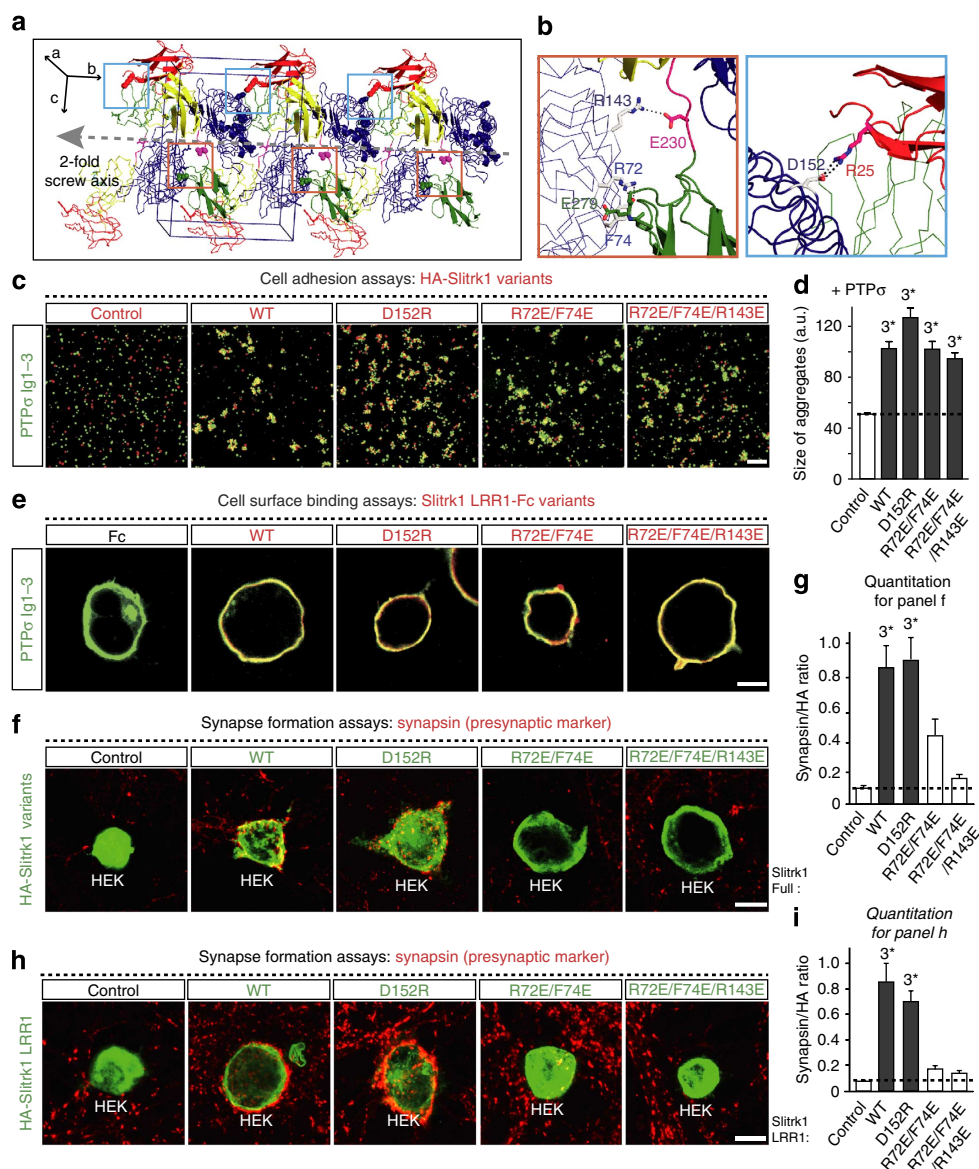 a
a
b
c
2-fold
screw axis
b
R143
E230
R72
E279
F74
D152
R25
c
Cell adhesion assays: HA-Slitrk1 variants
Control
WT
D152R
R72E/F74E
R72E/F74E/R143E
PTPσ Ig1–3
d
+ PTPσ
3*
3*
3*
3*
120
80
40
0
Size of aggregates (a.u.)
Control
WT
D152R
R72E/F74E
R72E/F74E
/R143E
e
Cell surface binding assays: Slitrk1 LRR1-Fc variants
Fc
WT
D152R
R72E/F74E
R72E/F74E/R143E
PTPσ Ig1–3
f
Synapse formation assays: synapsin (presynaptic marker)
Control
WT
D152R
R72E/F74E
R72E/F74E/R143E
HA-Slitrk1 variants
HEK
HEK
HEK
HEK
HEK
g
Quantitation
for panel f
3*
3*
1.0
0.8
0.6
0.4
0.2
0
Synapsin/HA ratio
Slitrk1
Full :
Control
WT
D152R
R72E/F74E
R72E/F74E
/R143E
h
Synapse formation assays: synapsin (presynaptic marker)
Control
WT
D152R
R72E/F74E
R72E/F74E/R143E
HA-Slitrk1 LRR1
HEK
HEK
HEK
HEK
HEK
i
Quantitation
for panel h
3*
3*
1.0
0.8
0.6
0.4
0.2
0
Synapsin/HA ratio
Slitrk1
LRR1:
Control
WT
D152R
R72E/F74E
R72E/F74E
/R143E